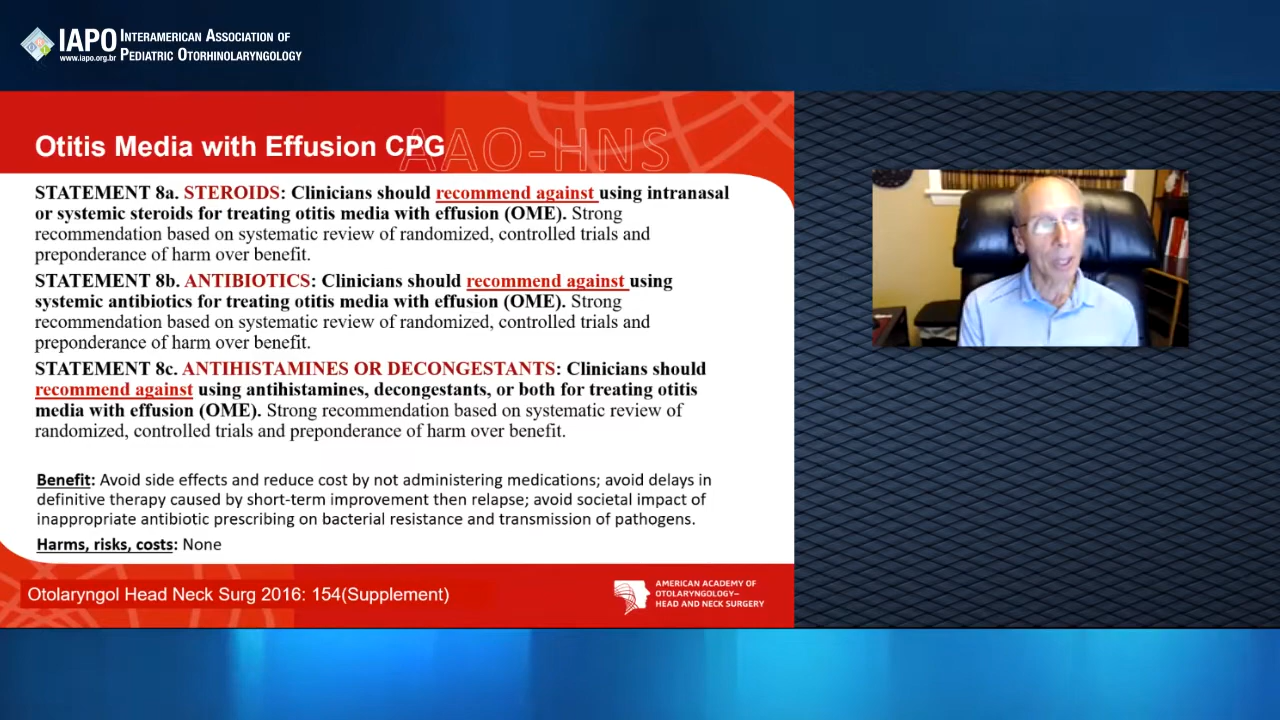 IAPO
INTERAMERICAN ASSOCIATION OF
PEDIATRIC OTORHINOLARYNGOLOGY
www.iapo.org.br
AAO-HNS
Otitis Media with Effusion CPG
STATEMENT 8a. STEROIDS: Clinicians should recommend against using intranasal
or systemic steroids for treating otitis media with effusion (OME). Strong
recommendation based on systematic review of randomized, controlled trials and
preponderance of harm over benefit.
STATEMENT 8b. ANTIBIOTICS: Clinicians should recommend against using
systemic antibiotics for treating otitis media with effusion (OME). Strong
recommendation based on systematic review of randomized, controlled trials and
preponderance of harm over benefit.
STATEMENT 8c. ANTIHISTAMINES OR DECONGESTANTS: Clinicians should
recommend against using antihistamines, decongestants, or both for treating otitis
media with effusion (OME). Strong recommendation based on systematic review of
randomized, controlled trials and preponderance of harm over benefit.
Benefit: Avoid side effects and reduce cost by not administering medications; avoid delays in
definitive therapy caused by short-term improvement then relapse; avoid societal impact of
inappropriate antibiotic prescribing on bacterial resistance and transmission of pathogens.
Harms, risks, costs: None
Otolaryngol Head Neck Surg 2016: 154(Supplement)
AMERICAN ACADEMY OF
OTOLARYNGOLOGY–
HEAD AND NECK SURGERY